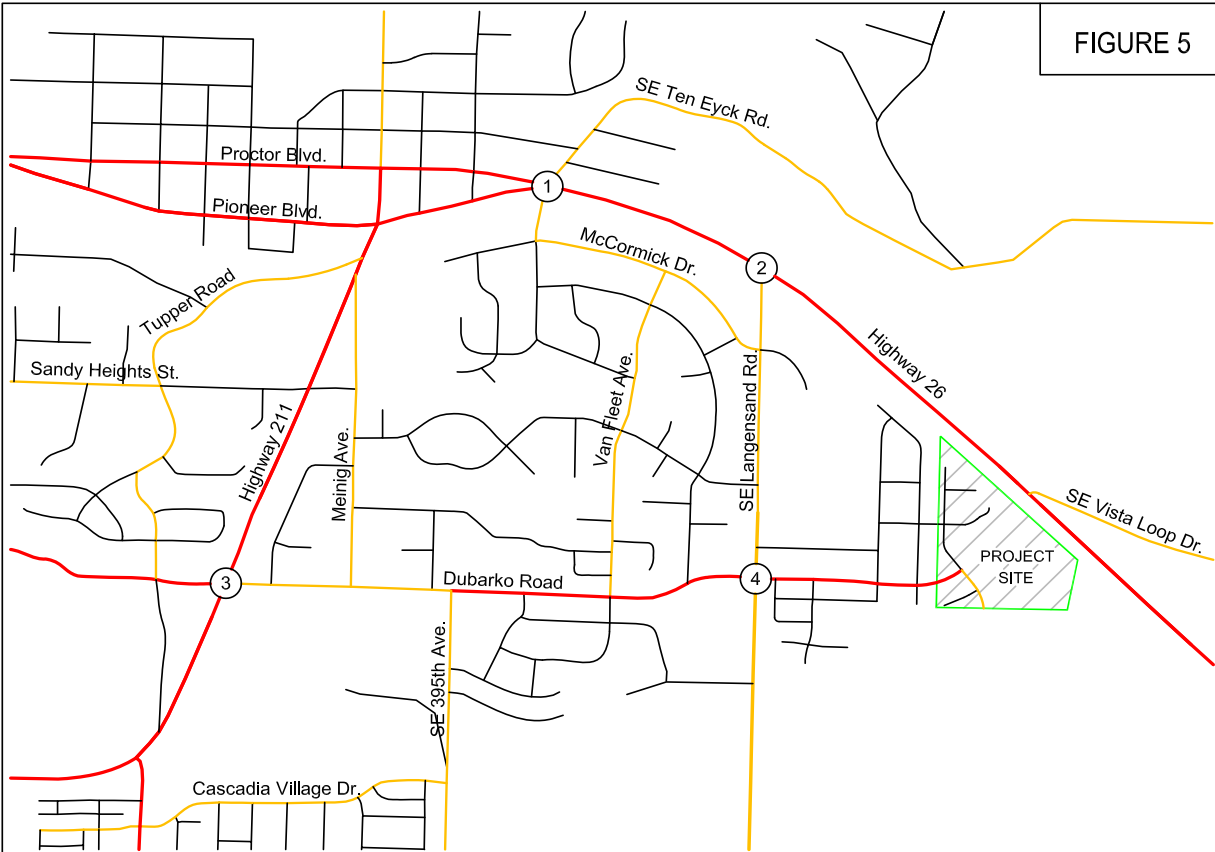 FIGURE 5
SE Ten Eyck Rd.
Proctor Blvd.
1
Pioneer Blvd.
McCormick Dr.
2
Tupper Road
Highway 26
Sandy Heights St.
Van Fleet Ave.
SE Langensand Rd.
Highway 211
Meinig Ave.
SE Vista Loop Dr.
PROJECT
SITE
3
Dubarko Road
4
SE 395th Ave.
Cascadia Village Dr.